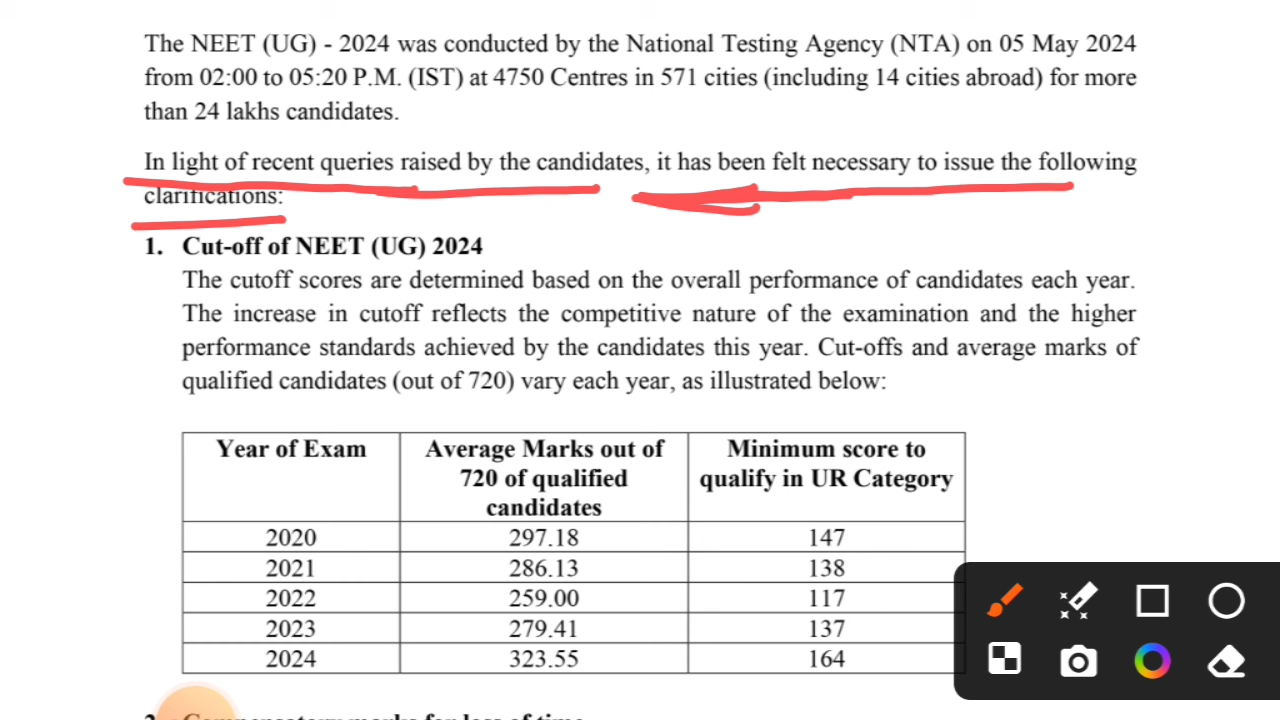 The NEET (UG) - 2024 was conducted by the National Testing Agency (NTA) on 05 May 2024
from 02:00 to 05:20 P.M. (IST) at 4750 Centres in 571 cities (including 14 cities abroad) for more
than 24 lakhs candidates.
In light of recent queries raised by the candidates, it has been felt necessary to issue the following
clarifications:
1. Cut-off of NEET (UG) 2024
The cutoff scores are determined based on the overall performance of candidates each year.
The increase in cutoff reflects the competitive nature of the examination and the higher
performance standards achieved by the candidates this year. Cut-offs and average marks of
qualified candidates (out of 720) vary each year, as illustrated below:
Year of Exam Average Marks out of 720 of qualified candidates Minimum score to qualify in UR Category
2020 297.18 147
2021 286.13 138
2022 259.00 117
2023 279.41 137
2024 323.55 164
2. Compensatory marks for loss of time